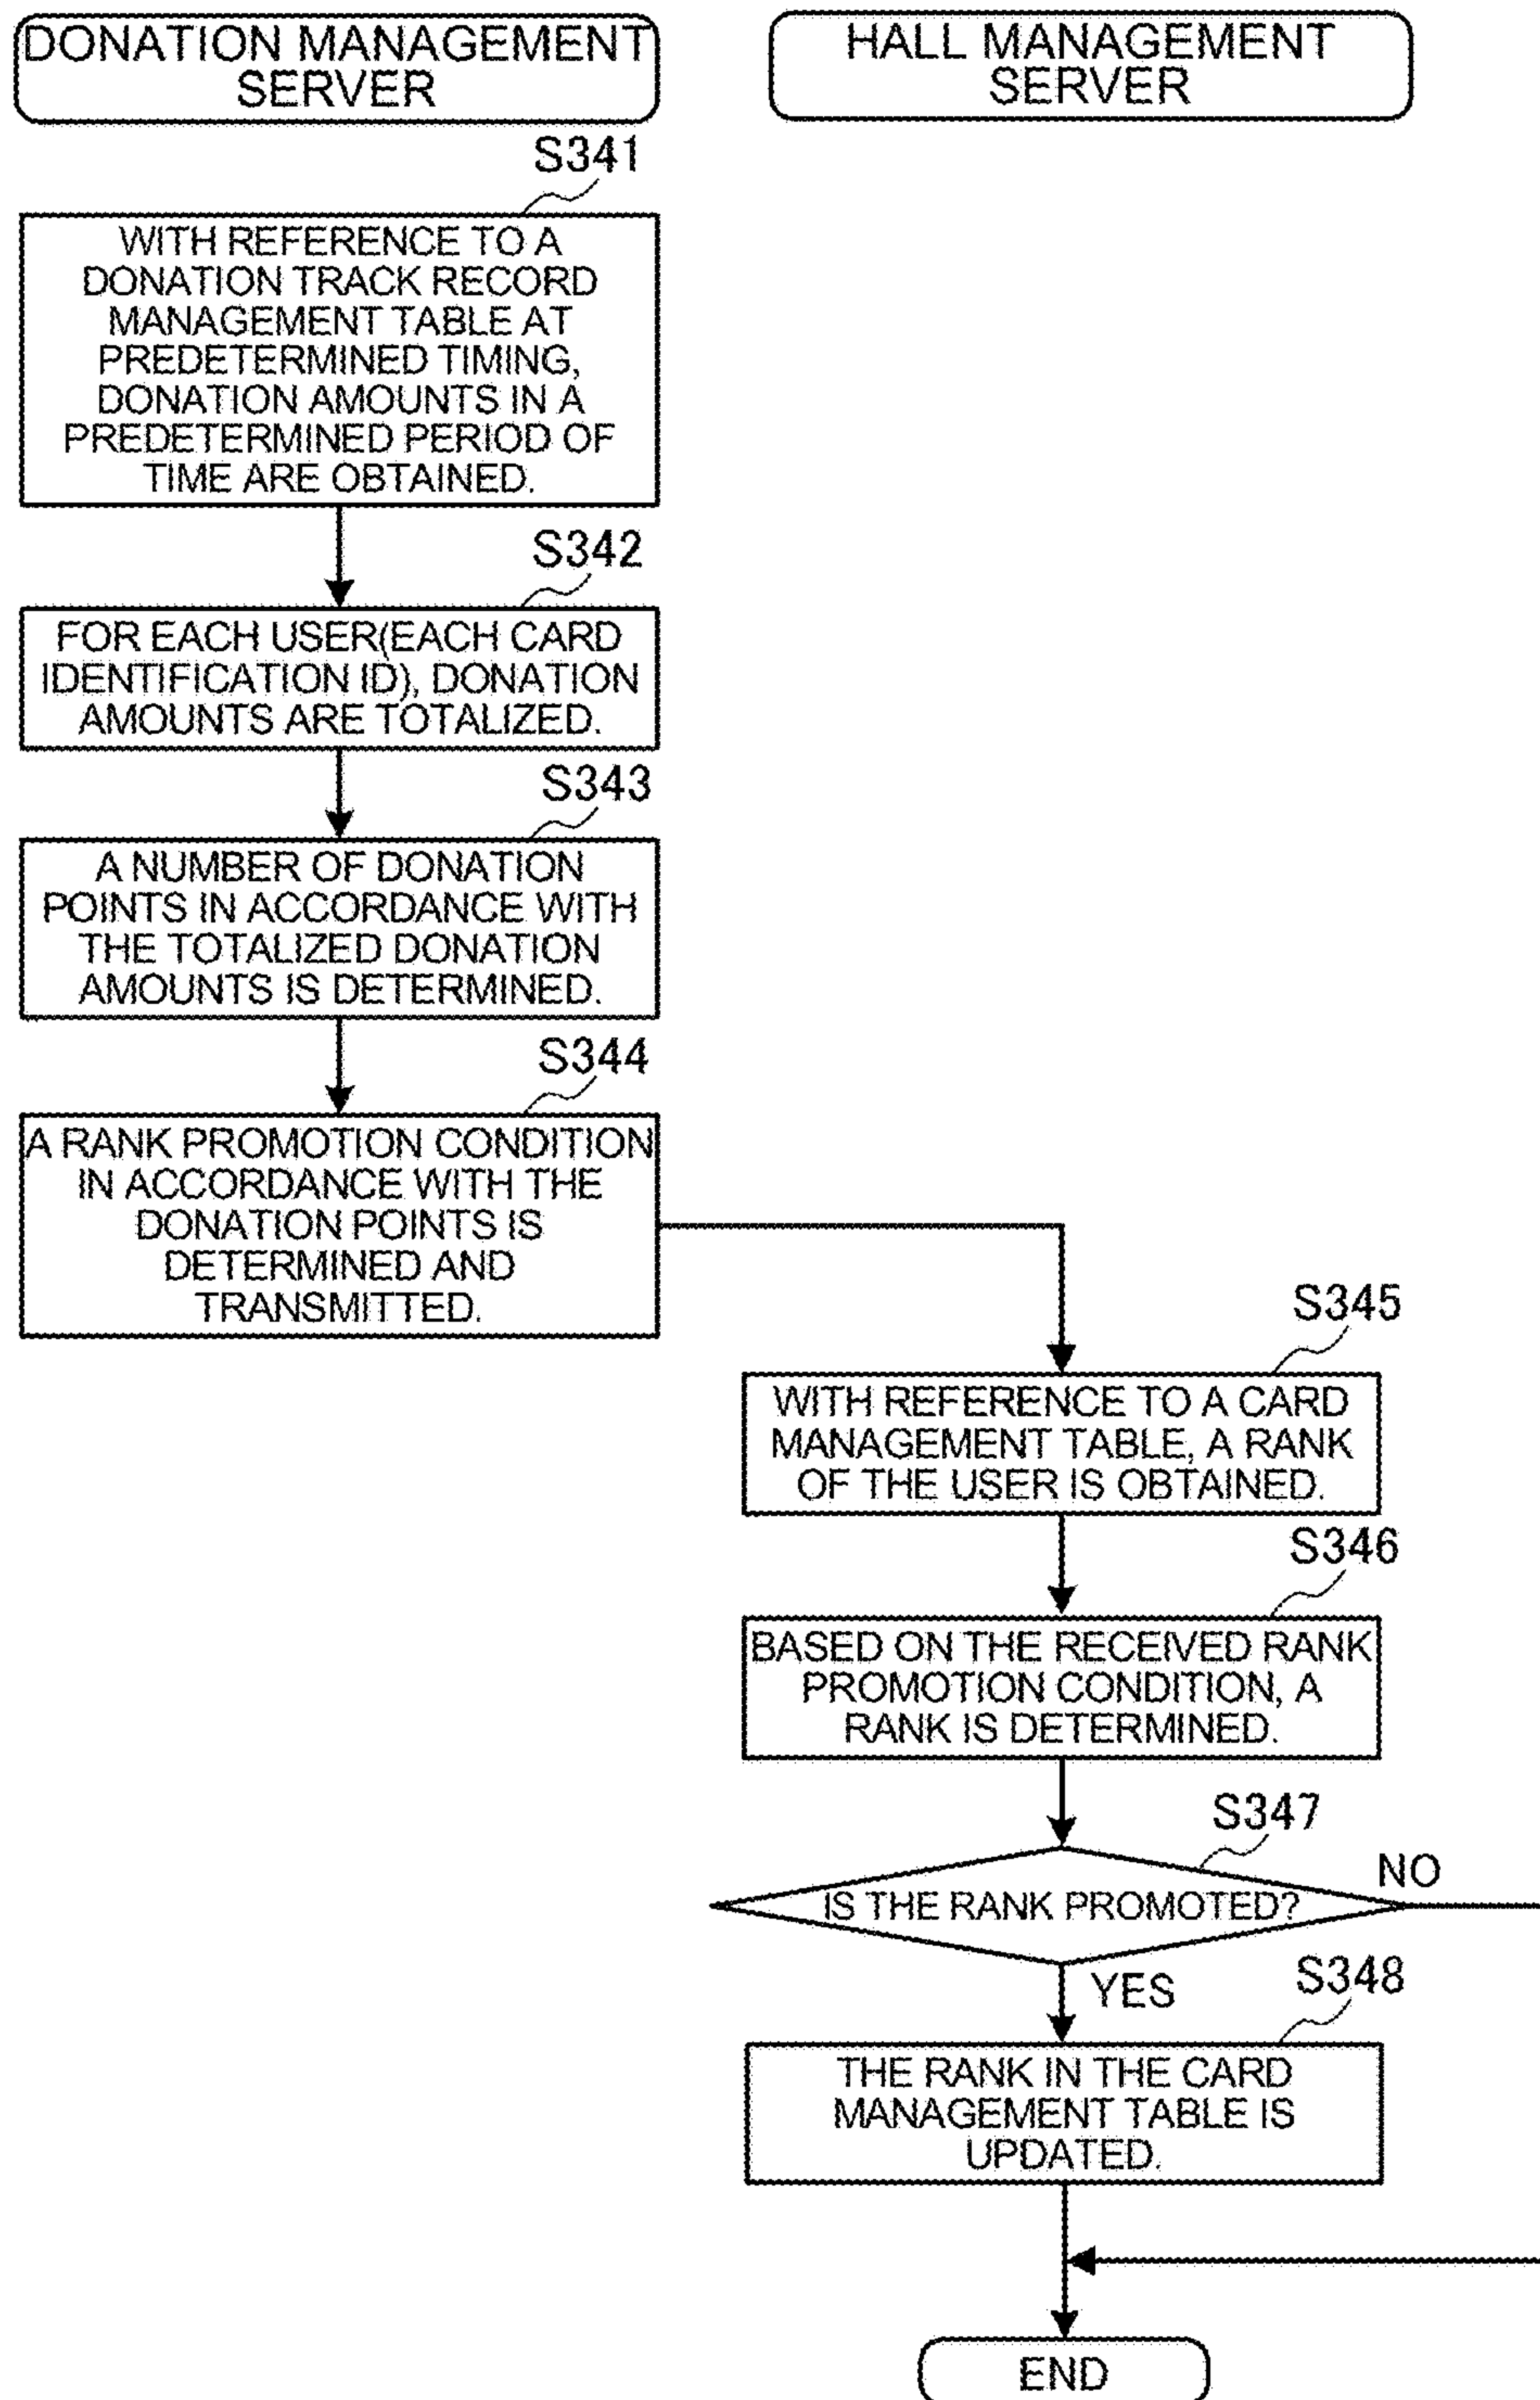 DONATION MANAGEMENT
SERVER
HALL MANAGEMENT
SERVER
S341
WITH REFERENCE TO A
DONATION TRACK RECORD
MANAGEMENT TABLE AT
PREDETERMINED TIMING,
DONATION AMOUNTS IN A
PREDETERMINED PERIOD OF
TIME ARE OBTAINED.
S342
FOR EACH USER(EACH CARD
IDENTIFICATION ID), DONATION
AMOUNTS ARE TOTALIZED.
S343
A NUMBER OF DONATION
POINTS IN ACCORDANCE WITH
THE TOTALIZED DONATION
AMOUNTS IS DETERMINED.
S344
A RANK PROMOTION CONDITION
IN ACCORDANCE WITH THE
DONATION POINTS IS
DETERMINED AND
TRANSMITTED.
S345
WITH REFERENCE TO A CARD
MANAGEMENT TABLE, A RANK
OF THE USER IS OBTAINED.
S346
BASED ON THE RECEIVED RANK
PROMOTION CONDITION, A
RANK IS DETERMINED.
S347
IS THE RANK PROMOTED?
NO
YES
S348
THE RANK IN THE CARD
MANAGEMENT TABLE IS
UPDATED.
END